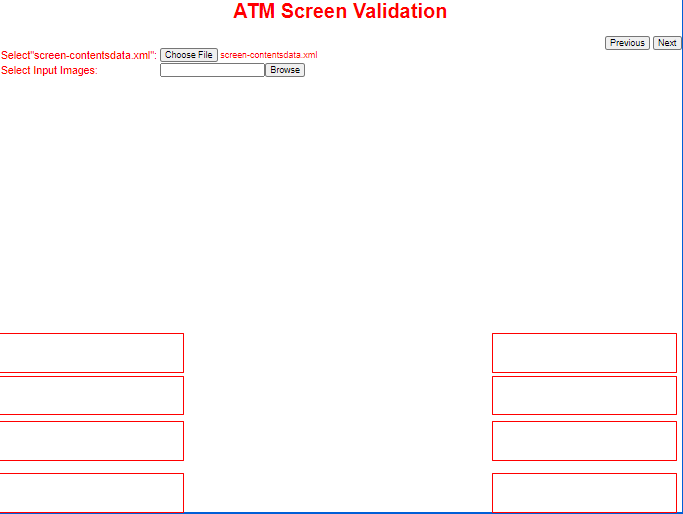 ATM Screen Validation
Previous Next
Select"screen-contentsdata.xml": Choose File screen-contentsdata.xml
Select Input Images: Browse